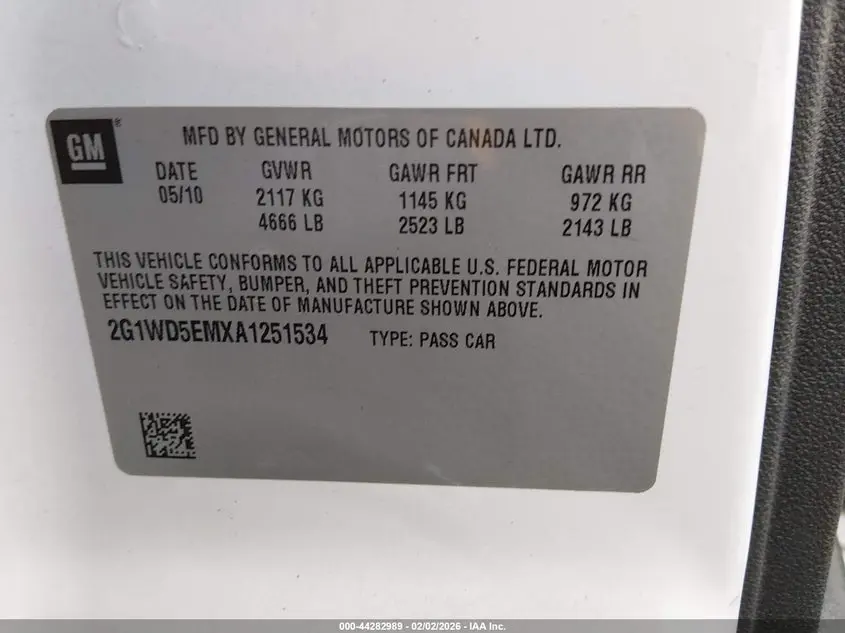 GM®
MFD BY GENERAL MOTORS OF CANADA LTD.
DATE GVWR GAWR FRT GAWR RR
05/10 2117 KG 1145 KG 972 KG
4666 LB 2523 LB 2143 LB
THIS VEHICLE CONFORMS TO ALL APPLICABLE U.S. FEDERAL MOTOR
VEHICLE SAFETY, BUMPER, AND THEFT PREVENTION STANDARDS IN
EFFECT ON THE DATE OF MANUFACTURE SHOWN ABOVE.
2G1WD5EMXA1251534 TYPE: PASS CAR
000-44282989 - 02/02/2026 - IAA Inc.